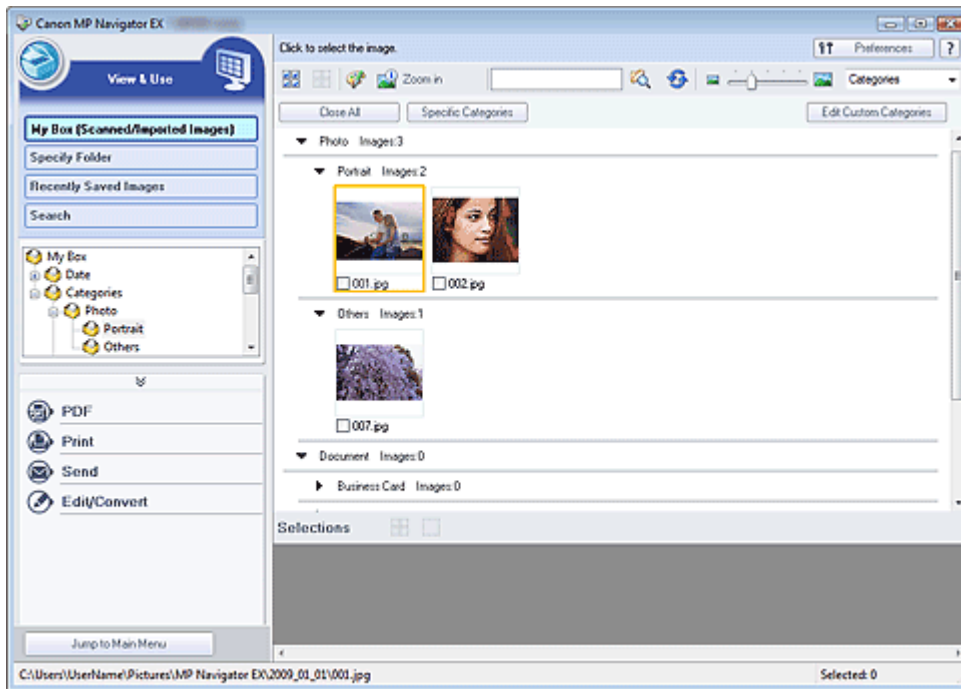 Canon MP Navigator EX
View & Use
My Box (Scanned/Imported Images)
Specify Folder
Recently Saved Images
Search
My Box
Date
Categories
Photo
Portrait
Others
PDF
Print
Send
Edit/Convert
Jump to Main Menu
Click to select the image.
Preferences
?
Zoom in
Categories
Close All
Specific Categories
Edit Custom Categories
Photo Images:3
Portrait Images:2
001.jpg
002.jpg
Others Images:1
007.jpg
Document Images:0
Business Card Images:0
Selections
C:\Users\UserName\Pictures\MP Navigator EX\2009_01_01\001.jpg
Selected: 0